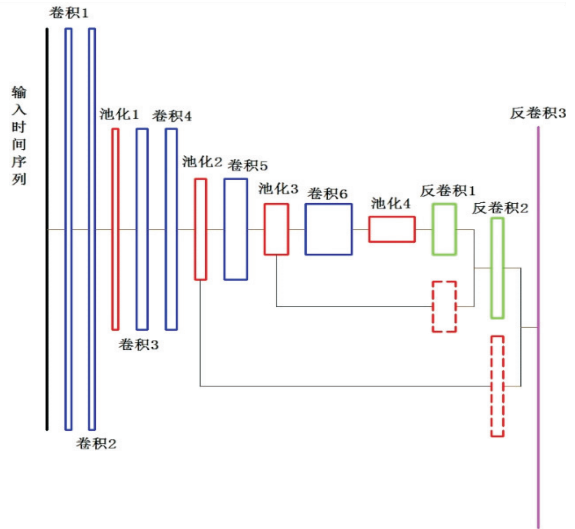 卷积1
输入时间序列
池化1
卷积4
反卷积3
池化2
卷积5
池化3
卷积6
池化4
反卷积1
反卷积2
卷积3
卷积2